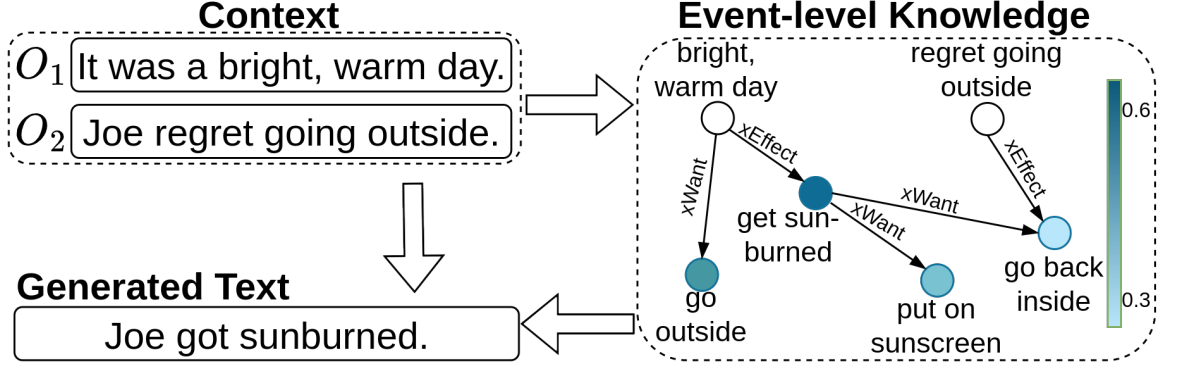 Context
O1 It was a bright, warm day.
O2 Joe regret going outside.
Generated Text
Joe got sunburned.
Event-level Knowledge
bright,
warm day
regret going
outside
xEffect
xWant
get sun-
burned
xWant
xWant
xEffect
go
outside
put on
sunscreen
go back
inside
0.6
0.3